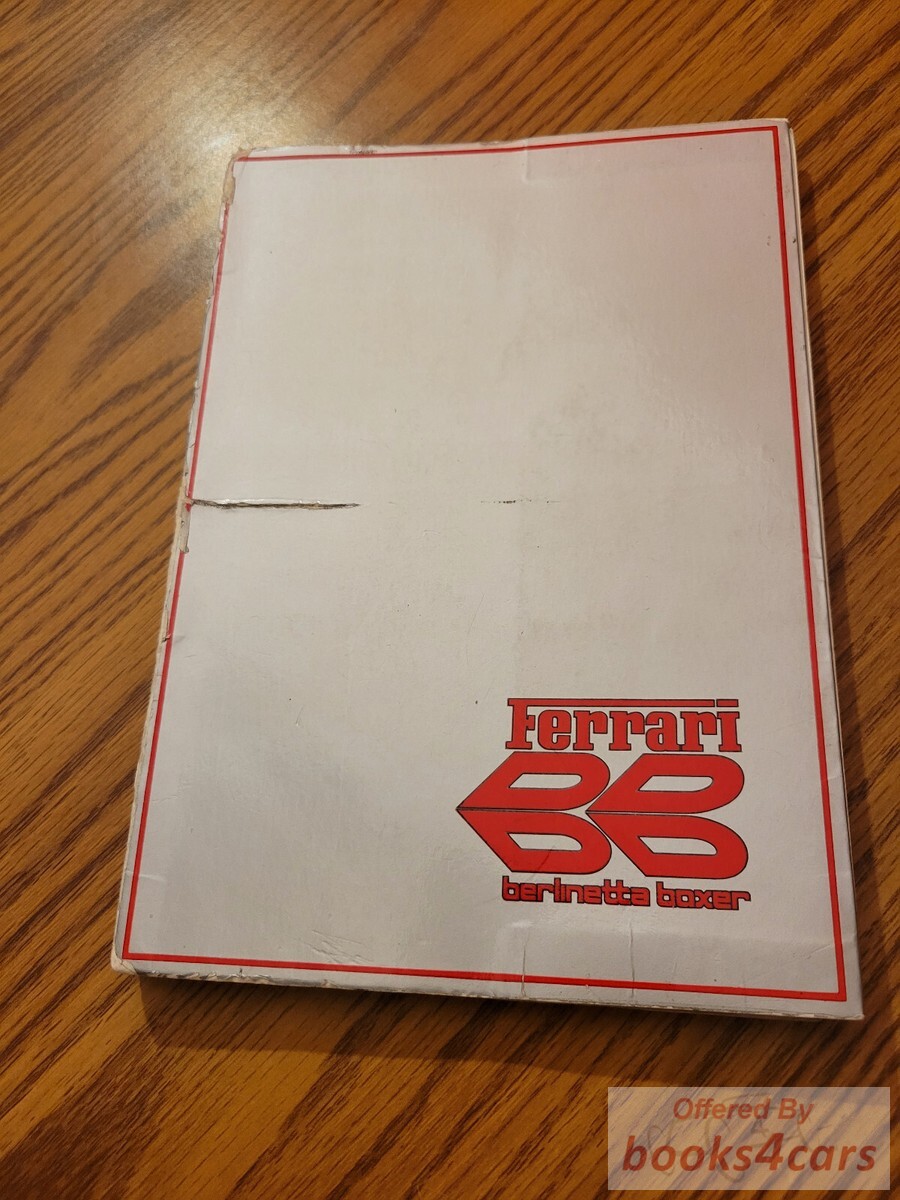 Ferrari
BB
berlinetta boxer
Offered By
books4cars